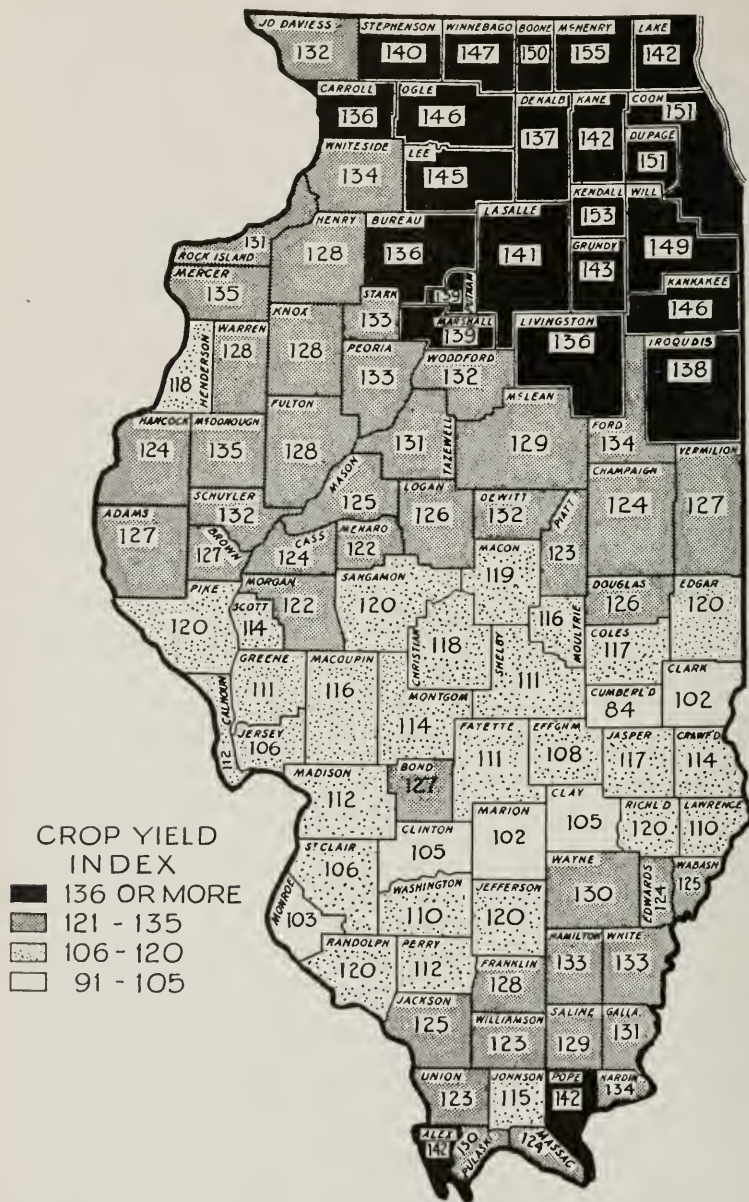 JO DAVIESS
132
STEPHENSON
140
WINNEBAGO
147
BOONE
150
McHENRY
155
LAKE
142
CARROLL
136
OGLE
146
DEKALB
137
KANE
142
COOK
151
DUPAGE
151
WHITESIDE
134
LEE
145
KENDALL
153
WILL
149
ROCK ISLAND
131
HENRY
128
BUREAU
136
LASALLE
141
GRUNDY
143
KANKAKEE
146
MERCER
135
STARK
133
PUTNAM
139
MARSHALL
139
LIVINGSTON
136
IROQUOIS
138
HENDERSON
118
WARREN
128
KNOX
128
PEORIA
133
WOODFORD
132
McLEAN
129
FORD
134
HANCOCK
124
McDONOUGH
135
FULTON
128
TAZEWELL
131
VERMILION
127
CHAMPAIGN
124
SCHUYLER
132
MASON
125
LOGAN
126
DEWITT
132
PIATT
123
ADAMS
127
BROWN
127
CASS
124
MENARD
122
MACON
119
DOUGLAS
126
EDGAR
120
PIKE
120
SCOTT
114
MORGAN
122
SANGAMON
120
CHRISTIAN
118
MOULTRIE
116
COLES
117
CLARK
102
CALHOUN
112
GREENE
111
MACOUPIN
116
MONTGOM
114
SHELBY
111
CUMBERL'D
84
JERSEY
106
FAYETTE
111
EFFGHM
108
JASPER
117
CRAWF'D
114
MADISON
112
BOND
127
MARION
102
CLAY
105
RICHL'D
120
LAWRENCE
110
CLINTON
105
ST CLAIR
106
MONROE
103
WASHINGTON
110
JEFFERSON
120
WAYNE
130
EDWARDS
124
WABASH
125
RANDOLPH
120
PERRY
112
FRANKLIN
128
HAMILTON
133
WHITE
133
JACKSON
125
WILLIAMSON
123
SALINE
129
GALLA.
131
UNION
123
JOHNSON
115
POPE
142
HARDIN
134
ALEX
142
PULASKI
130
MASSAC
124
CROP YIELD
INDEX
136 OR MORE
121 - 135
106 - 120
91 - 105